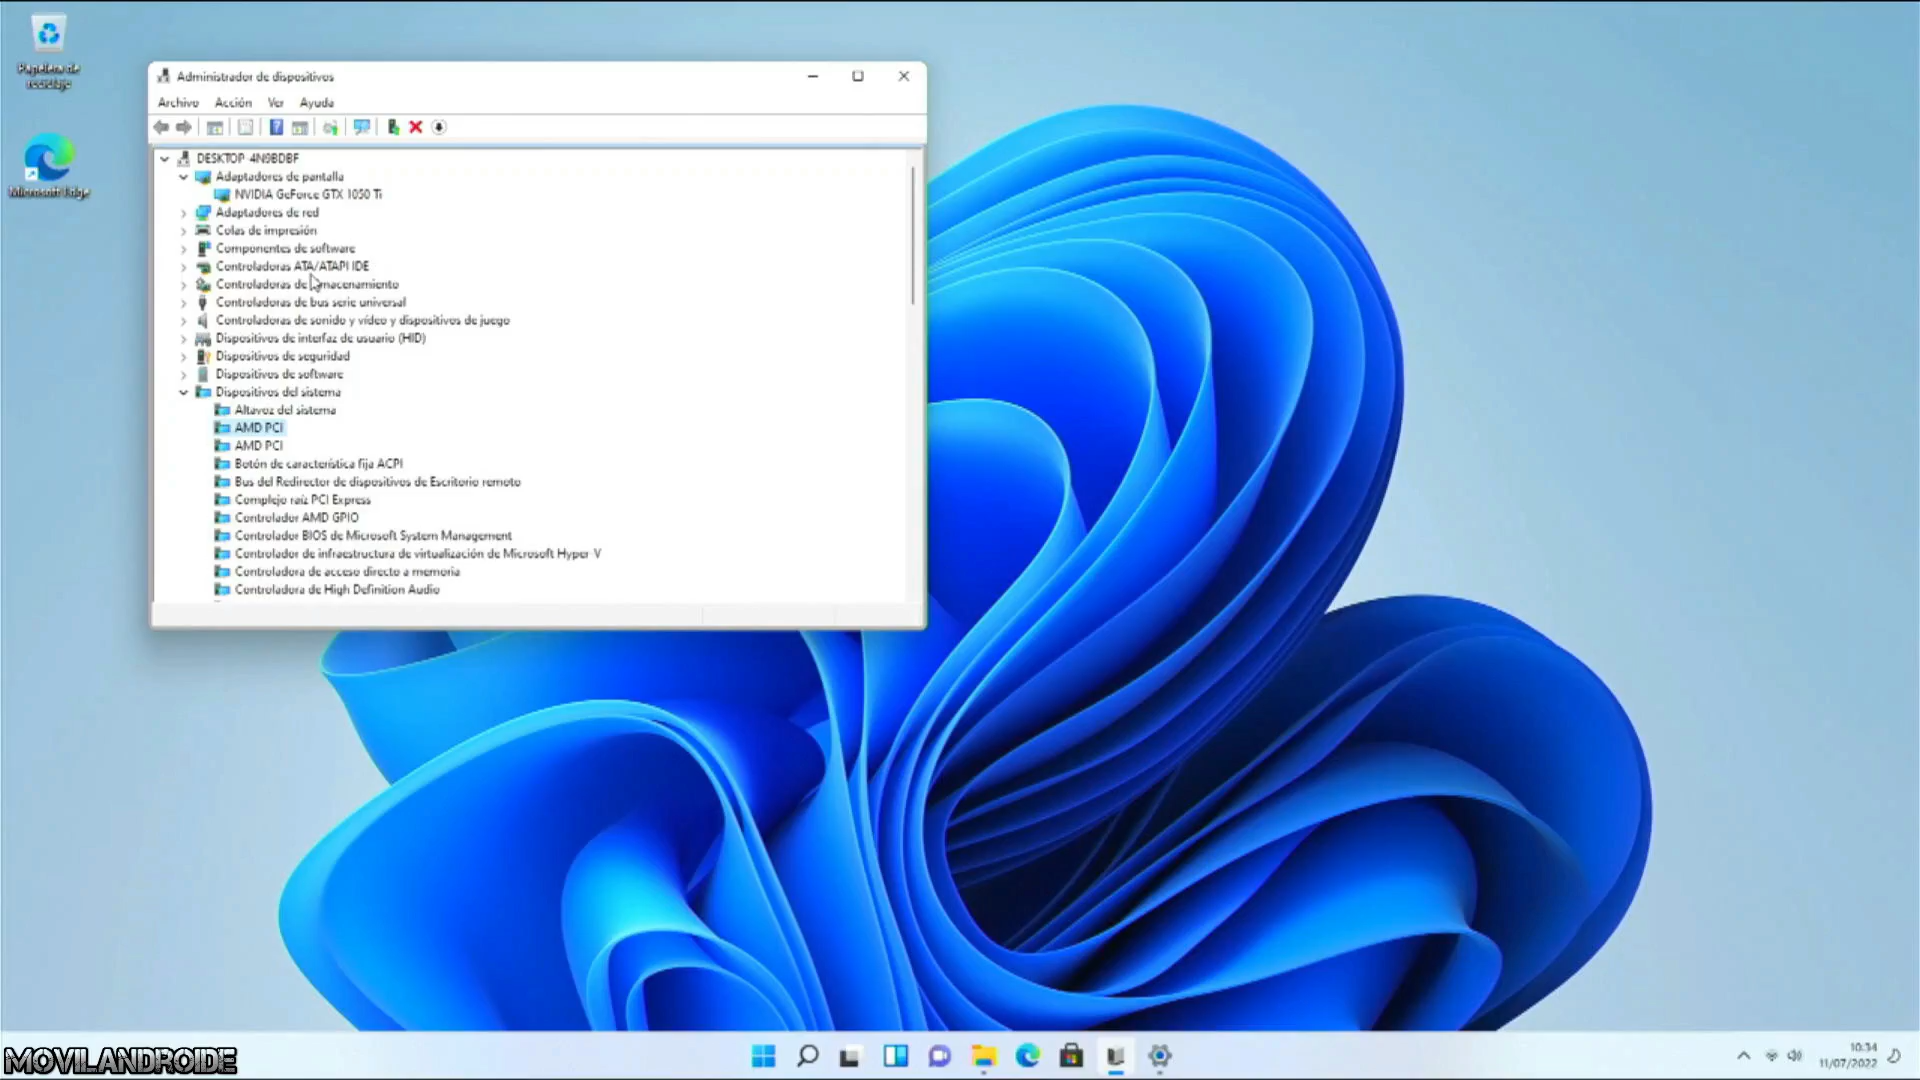 Papelera de
reciclaje
Microsoft Edge
Administrador de dispositivos
Archivo Acción Ver Ayuda
DESKTOP-4N9BDBF
Adaptadores de pantalla
NVIDIA GeForce GTX 1050 Ti
Adaptadores de red
Colas de impresión
Componentes de software
Controladoras ATA/ATAPI IDE
Controladoras de almacenamiento
Controladoras de bus serie universal
Controladoras de sonido y vídeo y dispositivos de juego
Dispositivos de interfaz de usuario (HID)
Dispositivos de seguridad
Dispositivos de software
Dispositivos del sistema
Altavoz del sistema
AMD PCI
AMD PCI
Botón de característica fija ACPI
Bus del Redirector de dispositivos de Escritorio remoto
Complejo raíz PCI Express
Controlador AMD GPIO
Controlador BIOS de Microsoft System Management
Controlador de infraestructura de virtualización de Microsoft Hyper-V
Controladora de acceso directo a memoria
Controladora de High Definition Audio
MOVILANDROIDE
10:34
11/07/2022